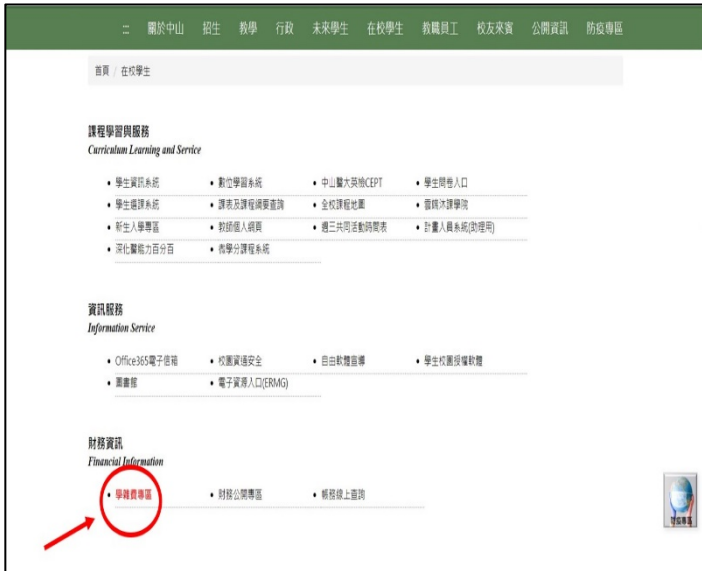 ::: 關於中山 招生 教學 行政 未來學生 在校學生 教職員工 校友來賓 公開資訊 防疫專區
首頁 / 在校學生
課程學習與服務
Curriculum Learning and Service
• 學生資訊系統 • 數位學習系統 • 中山醫大英檢CEPT • 學生問卷入口
• 學生選課系統 • 課表及課程綱要查詢 • 全校課程地圖 • 雲端沐課學院
• 新生入學專區 • 教師個人網頁 • 週三共同活動時間表 • 計畫人員系統(助理用)
• 深化醫能力百分百 • 微學分課程系統
資訊服務
Information Service
• Office365電子信箱 • 校園資通安全 • 自由軟體宣導 • 學生校園授權軟體
• 圖書館 • 電子資源入口(ERMG)
財務資訊
Financial Information
• 學雜費專區 • 財務公開專區 • 帳務線上查詢
防疫專區